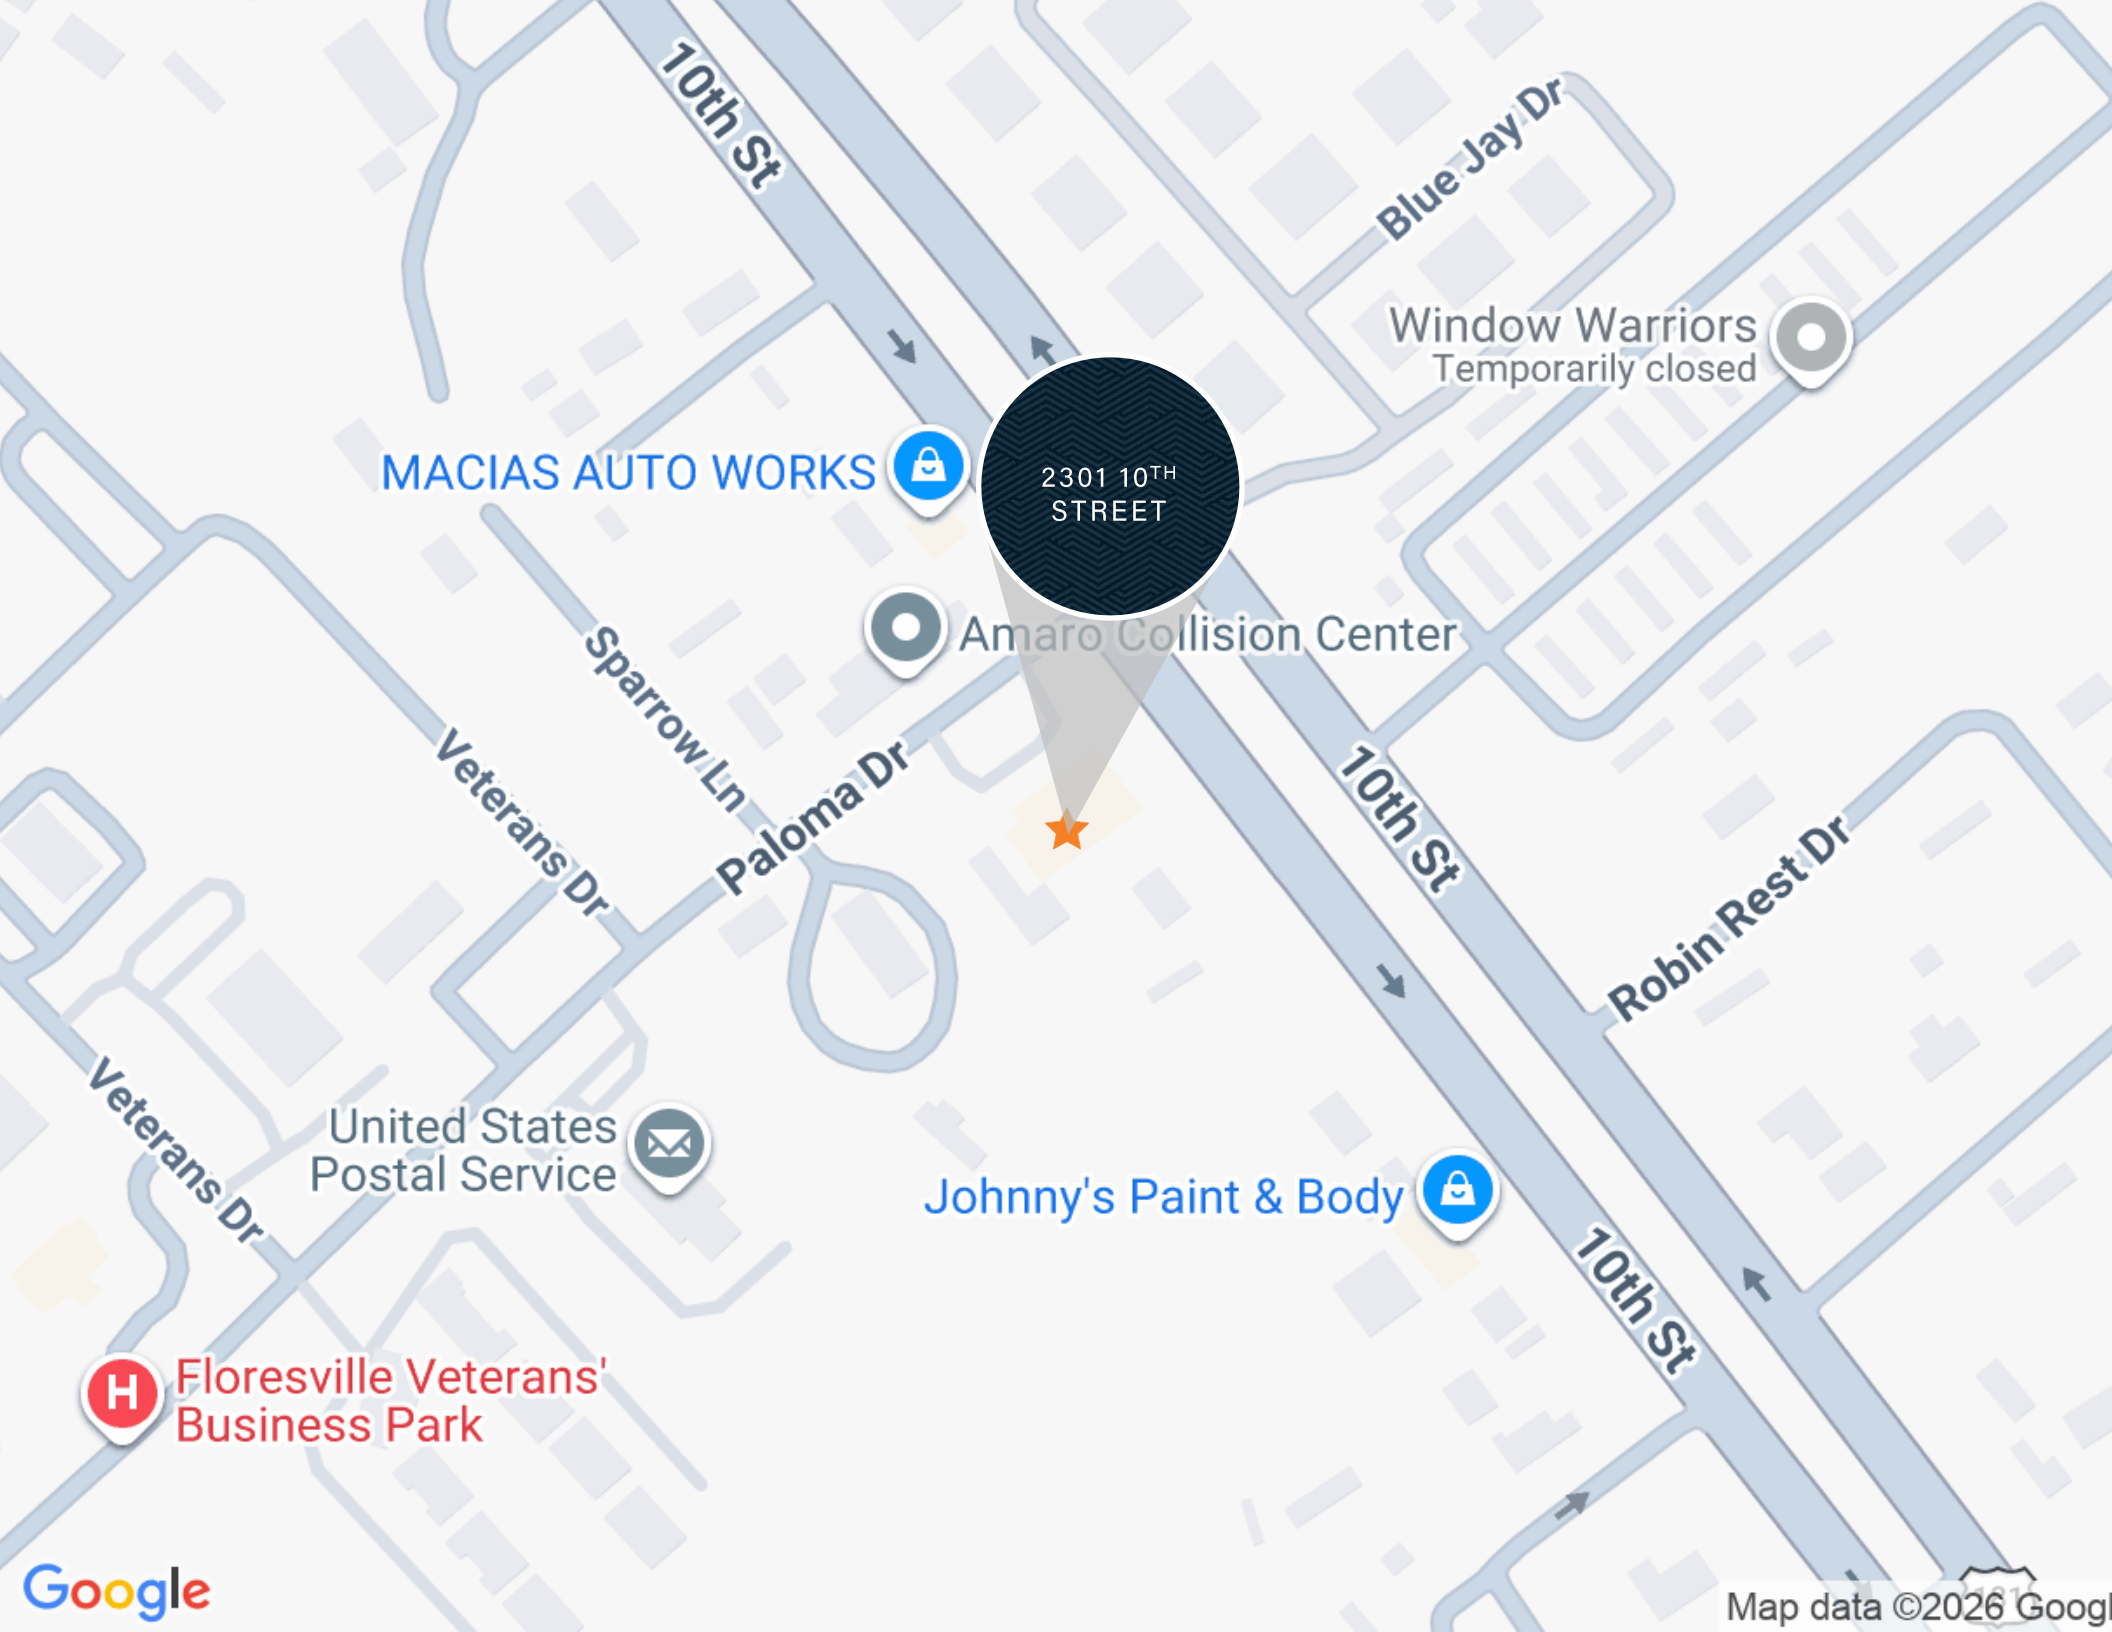 10th St
Blue Jay Dr
Window Warriors
Temporarily closed
MACIAS AUTO WORKS
2301 10TH
STREET
Amaro Collision Center
Sparrow Ln
Veterans Dr
Paloma Dr
10th St
Robin Rest Dr
Veterans Dr
United States
Postal Service
Johnny's Paint & Body
10th St
Floresville Veterans'
Business Park
H
Google
181
Map data ©2026 Googl